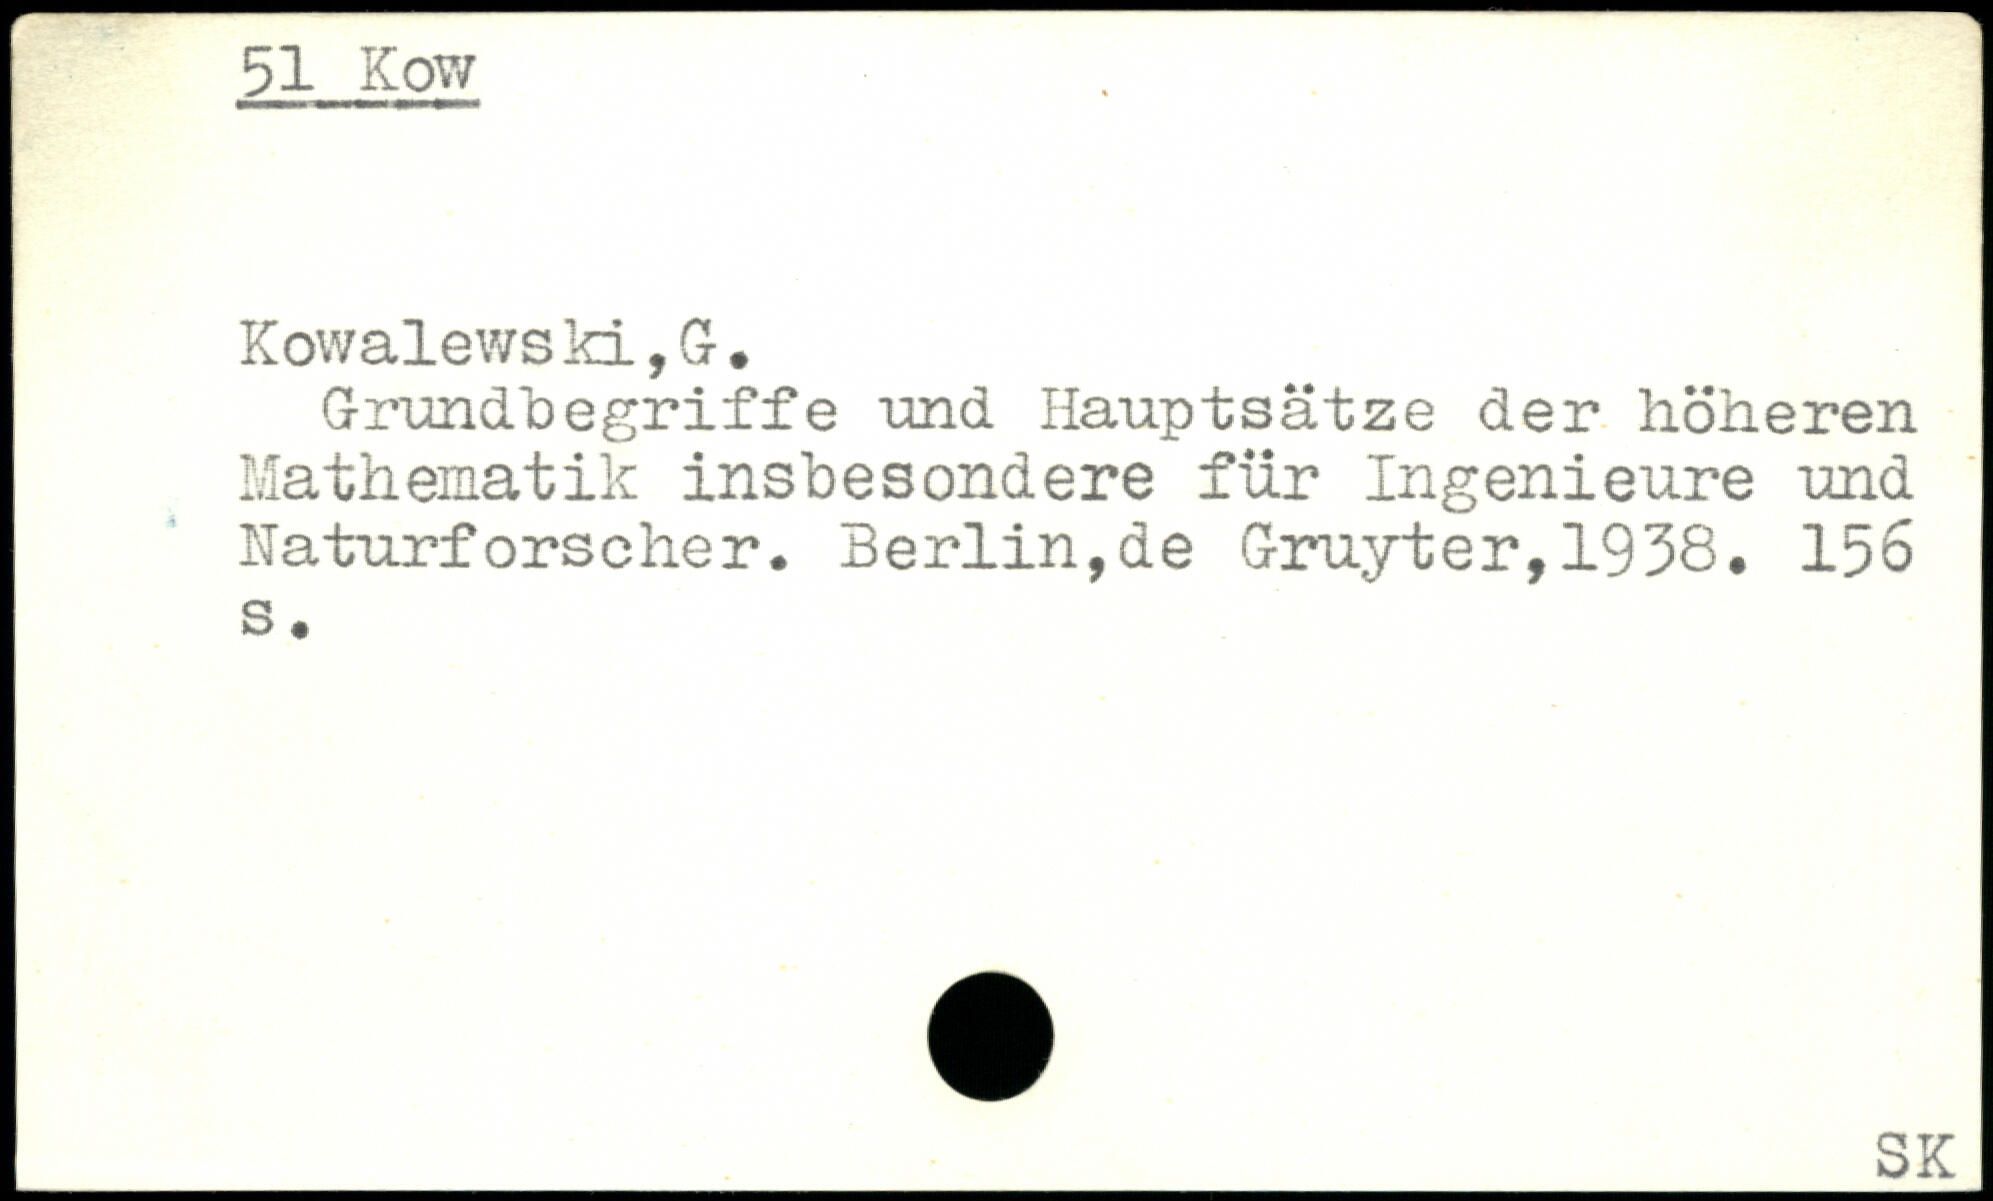 51 Kow
Kowalewski,G.
Grundbegriffe und Hauptsätze der höheren
Mathematik insbesondere für Ingenieure und
Naturforscher. Berlin,de Gruyter,1938. 156
s.
SK